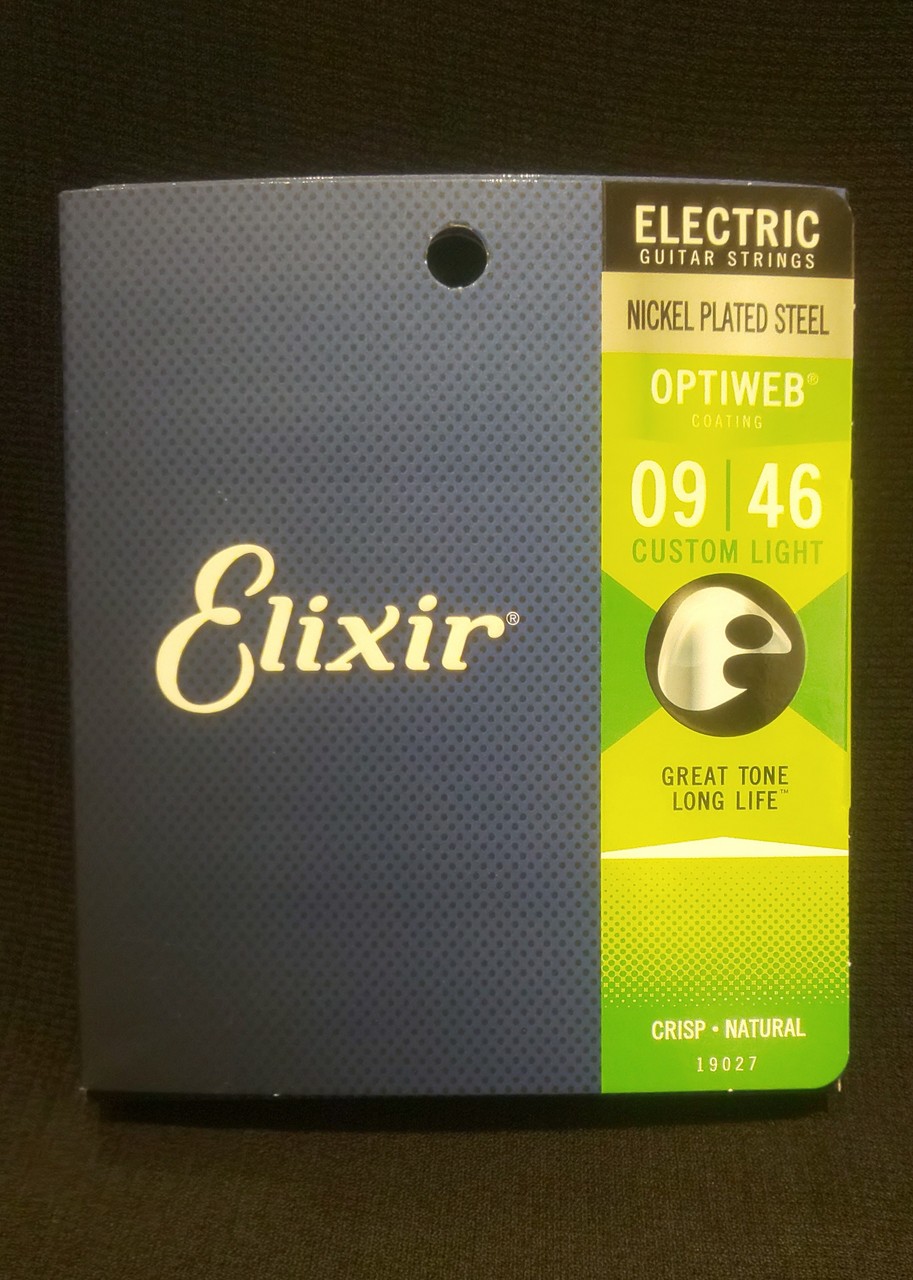 Elixir®
ELECTRIC
GUITAR STRINGS
NICKEL PLATED STEEL
OPTIWEB®
COATING
09 | 46
CUSTOM LIGHT
GREAT TONE
LONG LIFE™
CRISP • NATURAL
19027